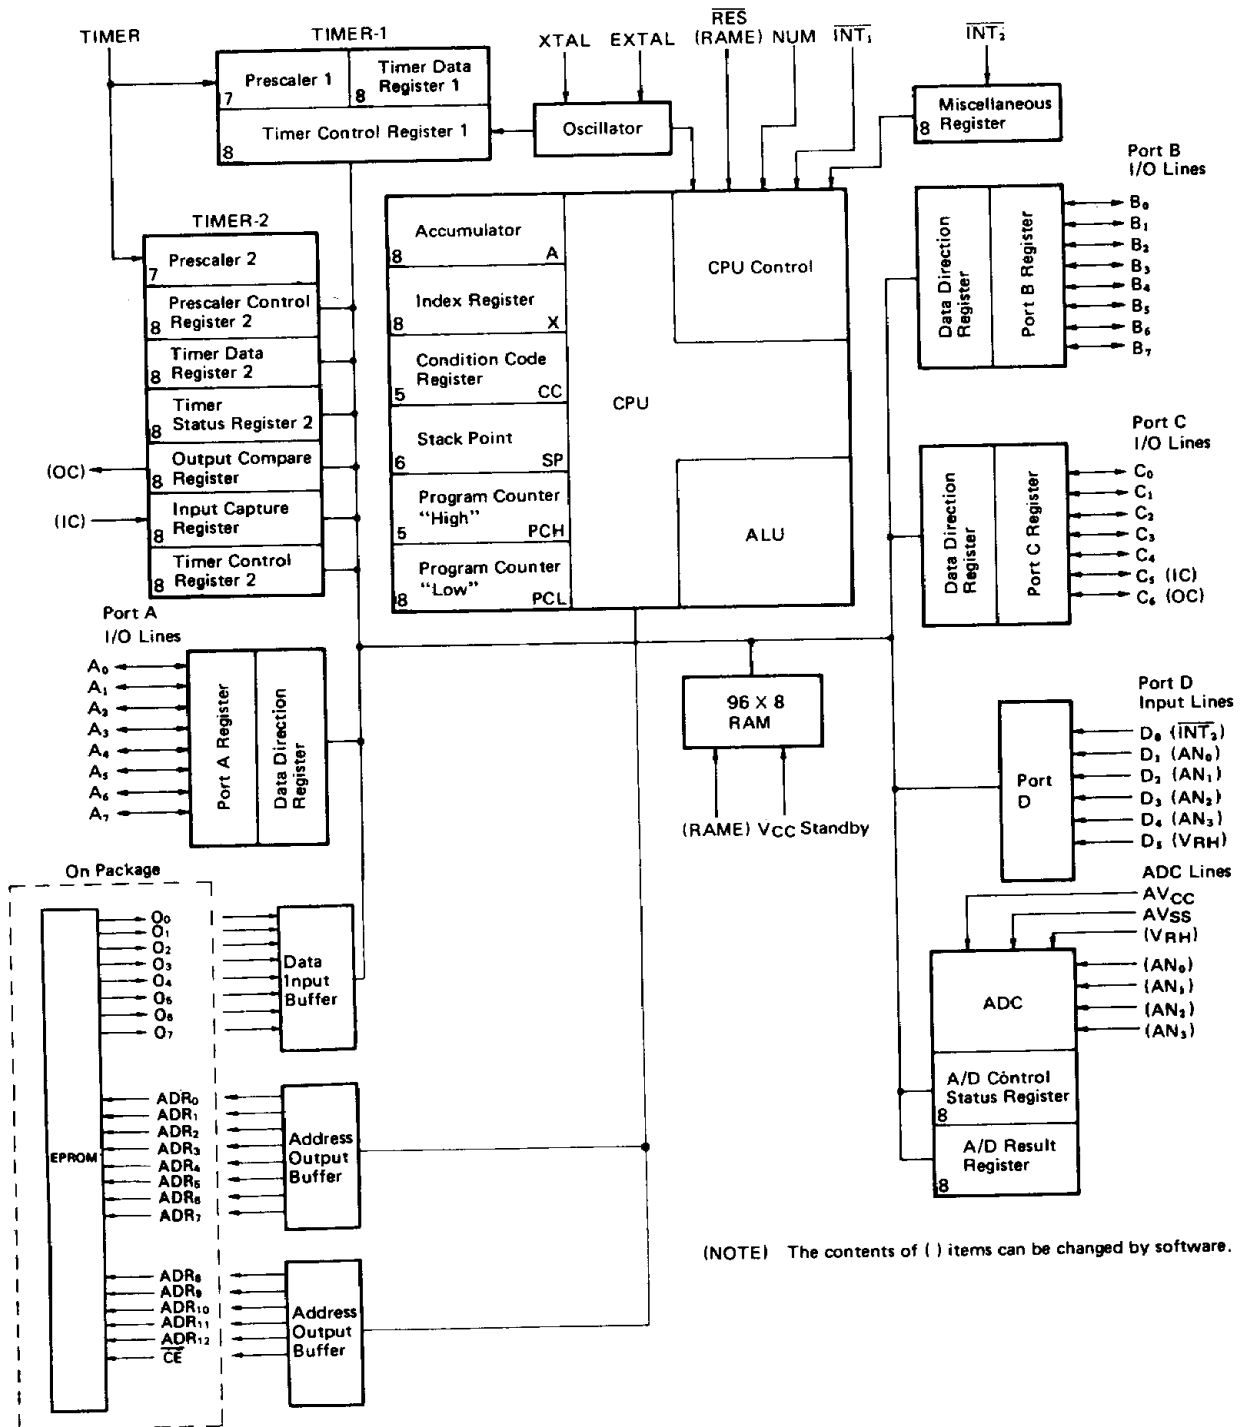 TIMER
TIMER-1
XTAL EXTAL
RES
(RAME) NUM INT₁
INT₂
Prescaler 1
7
Timer Data
Register 1
8
Timer Control Register 1
8
Oscillator
Miscellaneous
Register
8
TIMER-2
Prescaler 2
7
Prescaler Control
Register 2
8
Timer Data
Register 2
8
Timer
Status Register 2
8
(OC)
Output Compare
Register
8
(IC)
Input Capture
Register
8
Timer Control
Register 2
8
Accumulator
8 A
Index Register
8 X
Condition Code
Register
5 CC
Stack Point
6 SP
Program Counter
"High"
5 PCH
Program Counter
"Low"
8 PCL
CPU
CPU Control
ALU
Port B
I/O Lines
Data Direction
Register
Port B Register
B₀
B₁
B₂
B₃
B₄
B₅
B₆
B₇
Port C
I/O Lines
Data Direction
Register
Port C Register
C₀
C₁
C₂
C₃
C₄
C₅ (IC)
C₆ (OC)
Port A
I/O Lines
A₀
A₁
A₂
A₃
A₄
A₅
A₆
A₇
Port A Register
Data Direction
Register
96 X 8
RAM
(RAME) VCC Standby
Port D
Input Lines
Port
D
D₀ (INT₂)
D₁ (AN₀)
D₂ (AN₁)
D₃ (AN₂)
D₄ (AN₃)
D₅ (VRH)
ADC Lines
AVCC
AVSS
(VRH)
ADC
(AN₀)
(AN₁)
(AN₂)
(AN₃)
A/D Control
Status Register
8
A/D Result
Register
8
On Package
EPROM
O₀
O₁
O₂
O₃
O₄
O₅
O₆
O₇
Data
Input
Buffer
ADR₀
ADR₁
ADR₂
ADR₃
ADR₄
ADR₅
ADR₆
ADR₇
Address
Output
Buffer
ADR₈
ADR₉
ADR₁₀
ADR₁₁
ADR₁₂
CE
Address
Output
Buffer
(NOTE) The contents of ( ) items can be changed by software.